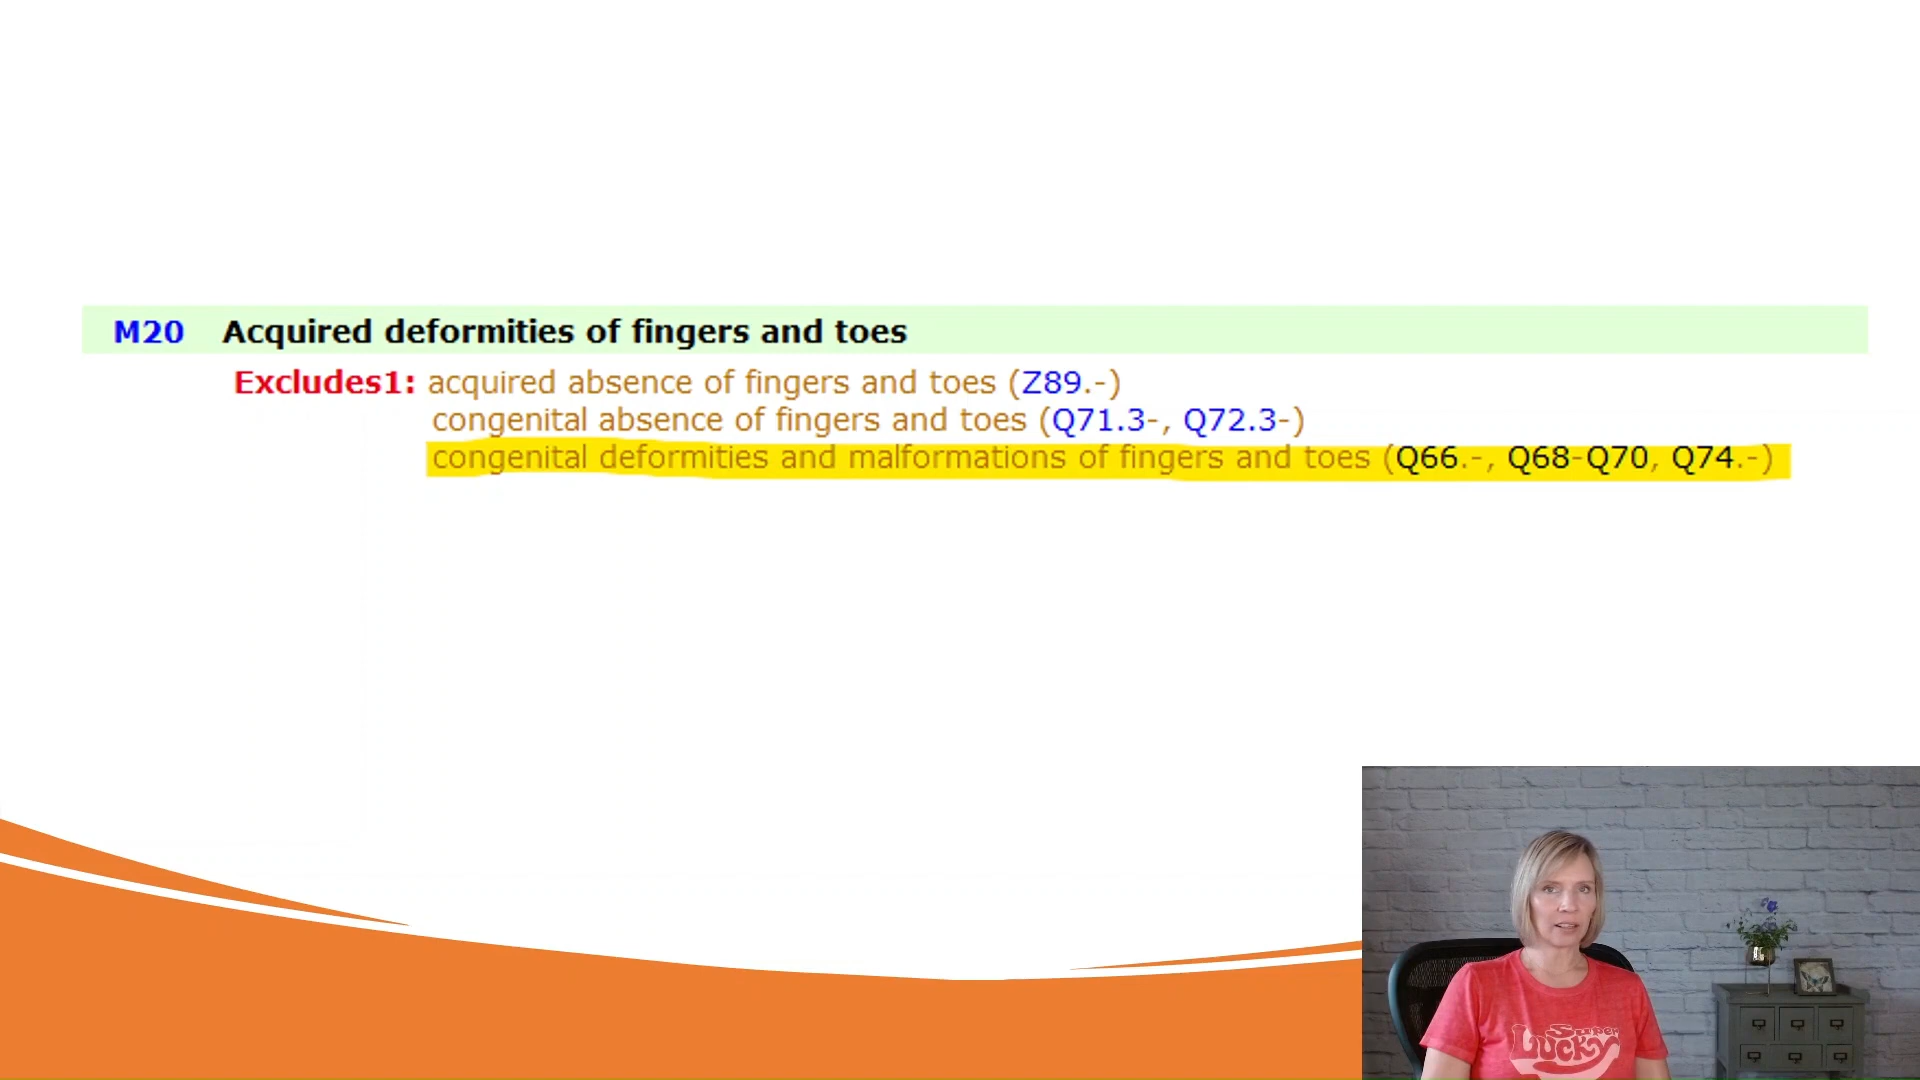 M20 Acquired deformities of fingers and toes
Excludes1: acquired absence of fingers and toes (Z89.-)
congenital absence of fingers and toes (Q71.3-, Q72.3-)
congenital deformities and malformations of fingers and toes (Q66.-, Q68-Q70, Q74.-)
Super
Lucky